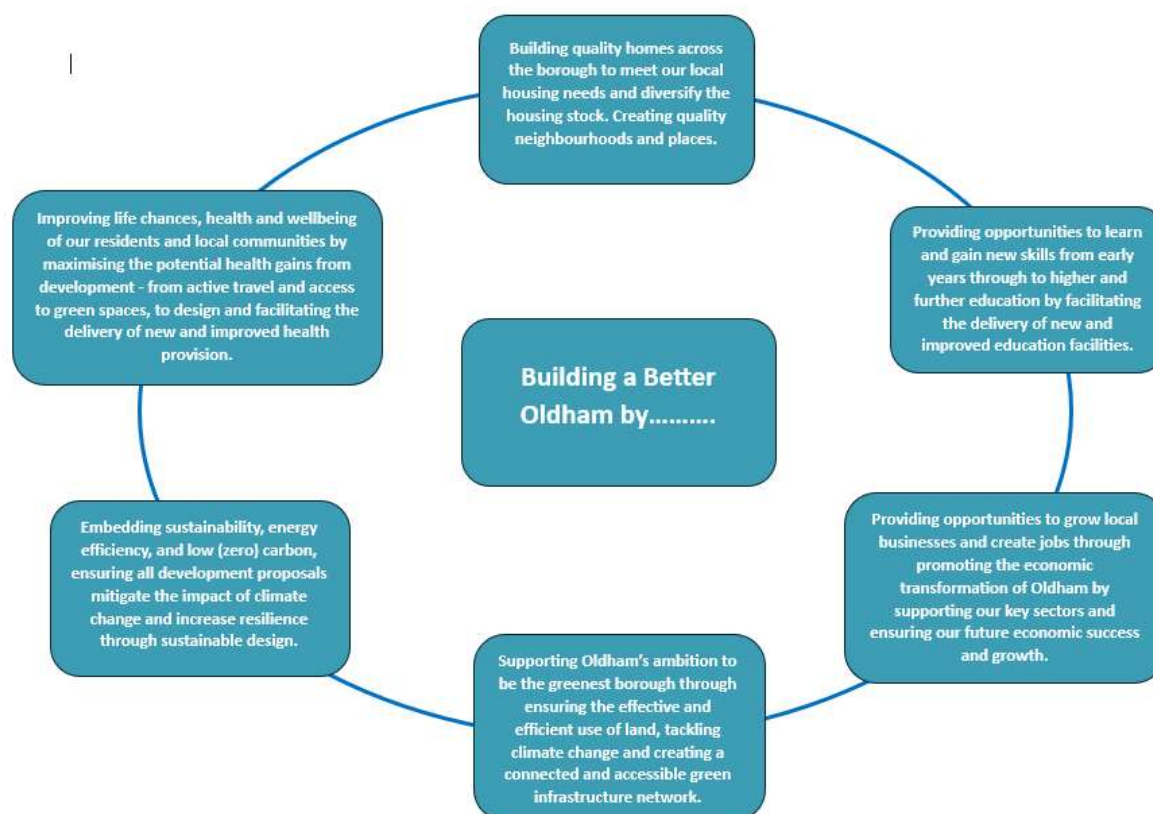 Building quality homes across
the borough to meet our local
housing needs and diversify the
housing stock. Creating quality
neighbourhoods and places.
Improving life chances, health and wellbeing
of our residents and local communities by
maximising the potential health gains from
development - from active travel and access
to green spaces, to design and facilitating the
delivery of new and improved health
provision.
Providing opportunities to learn
and gain new skills from early
years through to higher and
further education by facilitating
the delivery of new and
improved education facilities.
Building a Better
Oldham by..........
Embedding sustainability, energy
efficiency, and low (zero) carbon,
ensuring all development proposals
mitigate the impact of climate
change and increase resilience
through sustainable design.
Providing opportunities to grow local
businesses and create jobs through
promoting the economic
transformation of Oldham by
supporting our key sectors and
ensuring our future economic success
and growth.
Supporting Oldham’s ambition to
be the greenest borough through
ensuring the effective and
efficient use of land, tackling
climate change and creating a
connected and accessible green
infrastructure network.